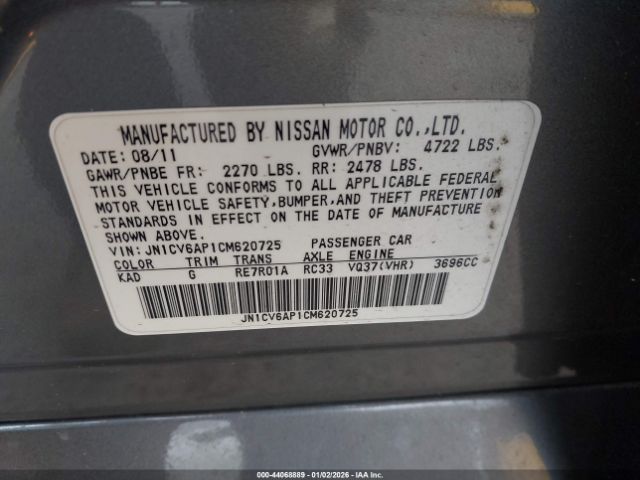 MANUFACTURED BY NISSAN MOTOR CO.,LTD.
DATE: 08/11 GVWR/PNBV: 4722 LBS.
GAWR/PNBE FR: 2270 LBS. RR: 2478 LBS.
THIS VEHICLE CONFORMS TO ALL APPLICABLE FEDERAL
MOTOR VEHICLE SAFETY,BUMPER,AND THEFT PREVENTION
STANDARDS IN EFFECT ON THE DATE OF MANUFACTURE
SHOWN ABOVE.
VIN: JN1CV6AP1CM620725 PASSENGER CAR
COLOR TRIM TRANS AXLE ENGINE
KAD G RE7R01A RC33 VQ37(VHR) 3696CC
JN1CV6AP1CM620725
000-44068889 - 01/02/2026 - IAA Inc.